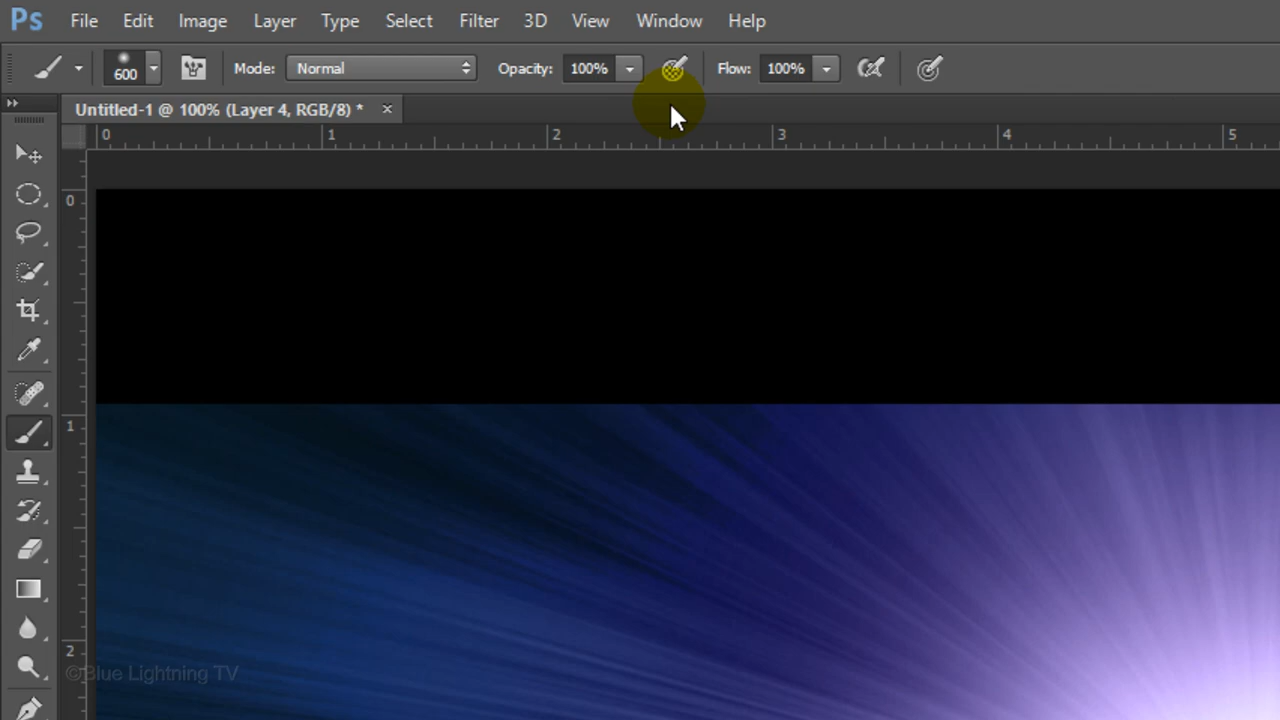 Ps File Edit Image Layer Type Select Filter 3D View Window Help
600 Mode: Normal Opacity: 100% Flow: 100%
Untitled-1 @ 100% (Layer 4, RGB/8) * ×
0 1 2 3 4 5
0
1
2
©Blue Lightning TV